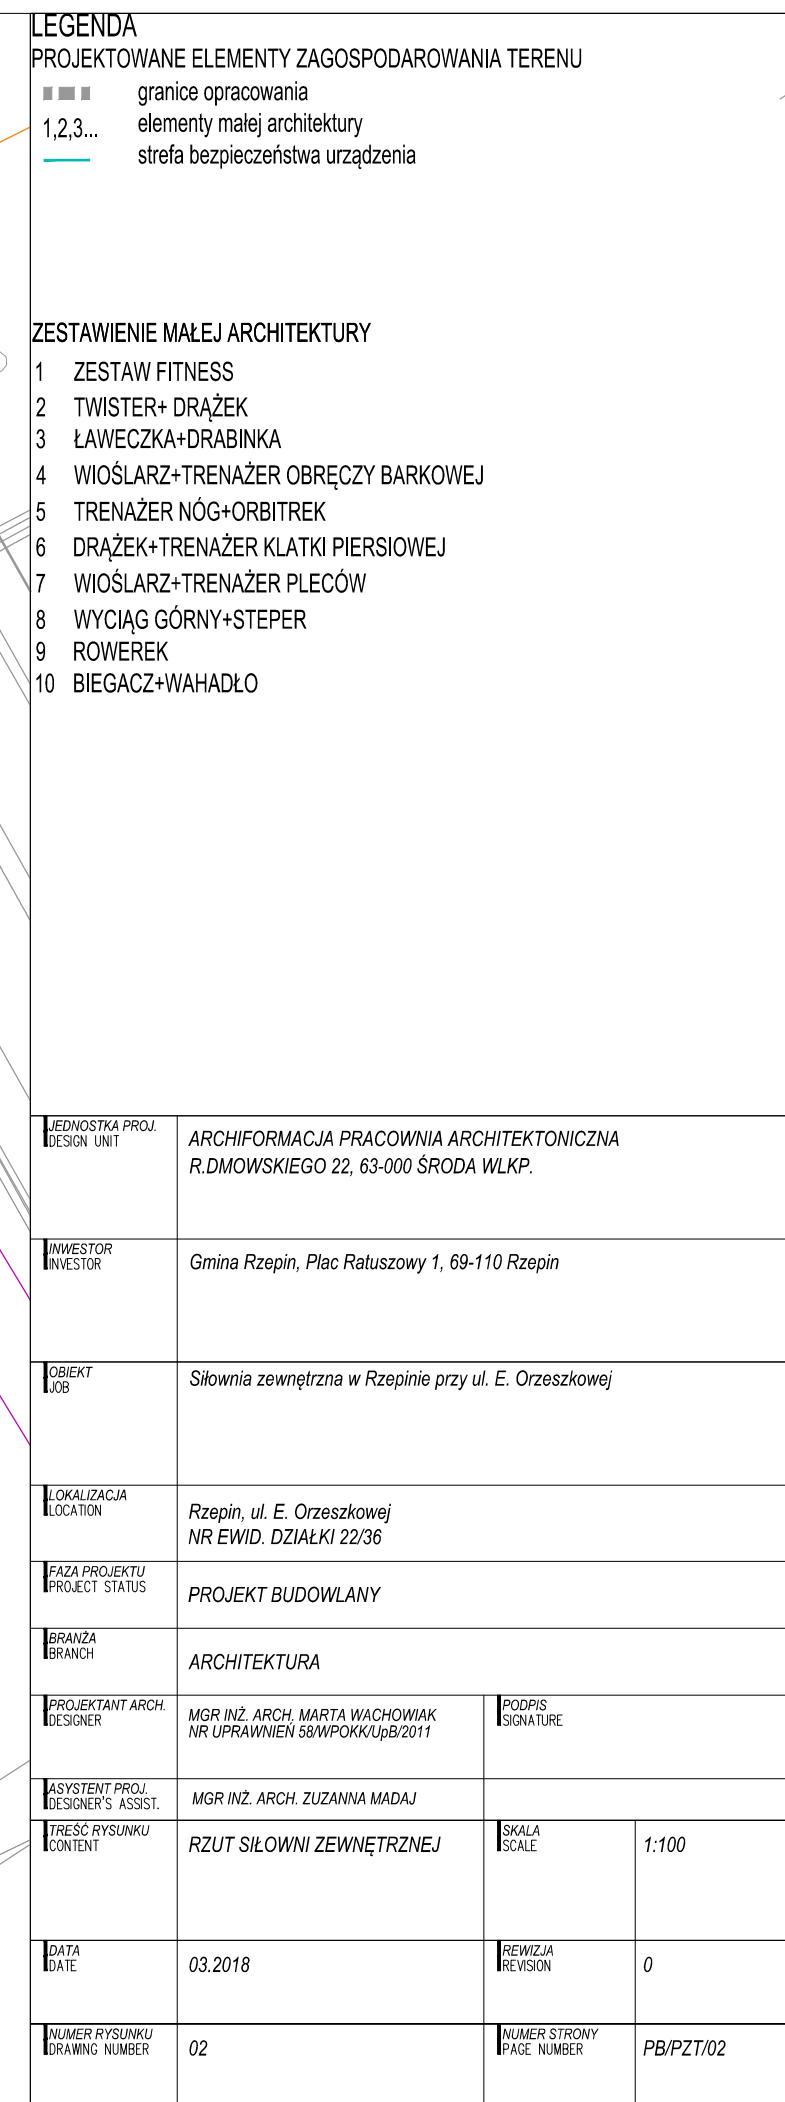 LEGENDA
PROJEKTOWANE ELEMENTY ZAGOSPODAROWANIA TERENU
granice opracowania
1,2,3... elementy małej architektury
strefa bezpieczeństwa urządzenia
ZESTAWIENIE MAŁEJ ARCHITEKTURY
1 ZESTAW FITNESS
2 TWISTER+ DRĄŻEK
3 ŁAWECZKA+DRABINKA
4 WIOŚLARZ+TRENAŻER OBRĘCZY BARKOWEJ
5 TRENAŻER NÓG+ORBITREK
6 DRĄŻEK+TRENAŻER KLATKI PIERSIOWEJ
7 WIOŚLARZ+TRENAŻER PLECÓW
8 WYCIĄG GÓRNY+STEPER
9 ROWEREK
10 BIEGACZ+WAHADŁO
JEDNOSTKA PROJ.
DESIGN UNIT
ARCHIFORMACJA PRACOWNIA ARCHITEKTONICZNA
R.DMOWSKIEGO 22, 63-000 ŚRODA WLKP.
INWESTOR
INVESTOR
Gmina Rzepin, Plac Ratuszowy 1, 69-110 Rzepin
OBIEKT
JOB
Siłownia zewnętrzna w Rzepinie przy ul. E. Orzeszkowej
LOKALIZACJA
LOCATION
Rzepin, ul. E. Orzeszkowej
NR EWID. DZIAŁKI 22/36
FAZA PROJEKTU
PROJECT STATUS
PROJEKT BUDOWLANY
BRANŻA
BRANCH
ARCHITEKTURA
PROJEKTANT ARCH.
DESIGNER
MGR INŻ. ARCH. MARTA WACHOWIAK
NR UPRAWNIEŃ 58/WPOKK/UpB/2011
PODPIS
SIGNATURE
ASYSTENT PROJ.
DESIGNER'S ASSIST.
MGR INŻ. ARCH. ZUZANNA MADAJ
TREŚĆ RYSUNKU
CONTENT
RZUT SIŁOWNI ZEWNĘTRZNEJ
SKALA
SCALE
1:100
DATA
DATE
03.2018
REWIZJA
REVISION
0
NUMER RYSUNKU
DRAWING NUMBER
02
NUMER STRONY
PAGE NUMBER
PB/PZT/02